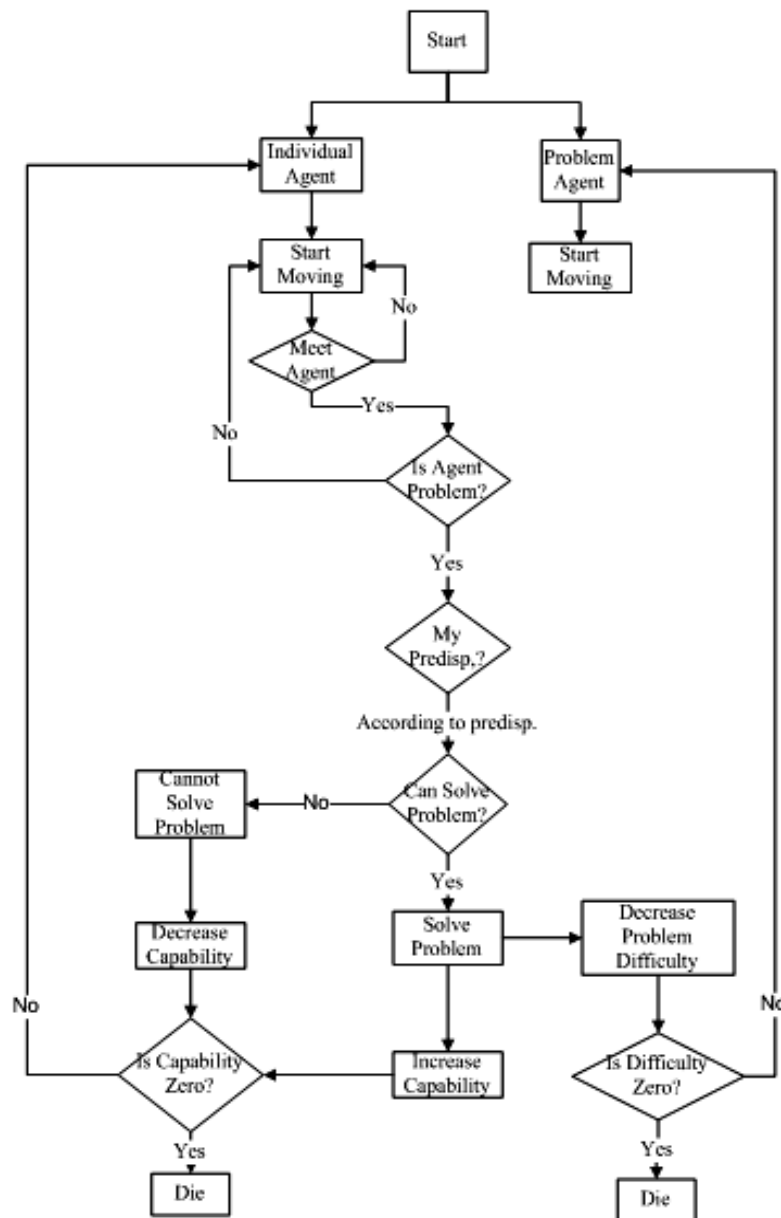 Start
Individual
Agent
Problem
Agent
Start
Moving
Start
Moving
No
Meet
Agent
Yes
No
Is Agent
Problem?
Yes
My
Predisp,?
According to predisp.
Cannot
Solve
Problem
No
Can Solve
Problem?
Yes
Decrease
Capability
Solve
Problem
Decrease
Problem
Difficulty
No
No
Is Capability
Zero?
Increase
Capability
Is Difficulty
Zero?
Yes
Yes
Die
Die